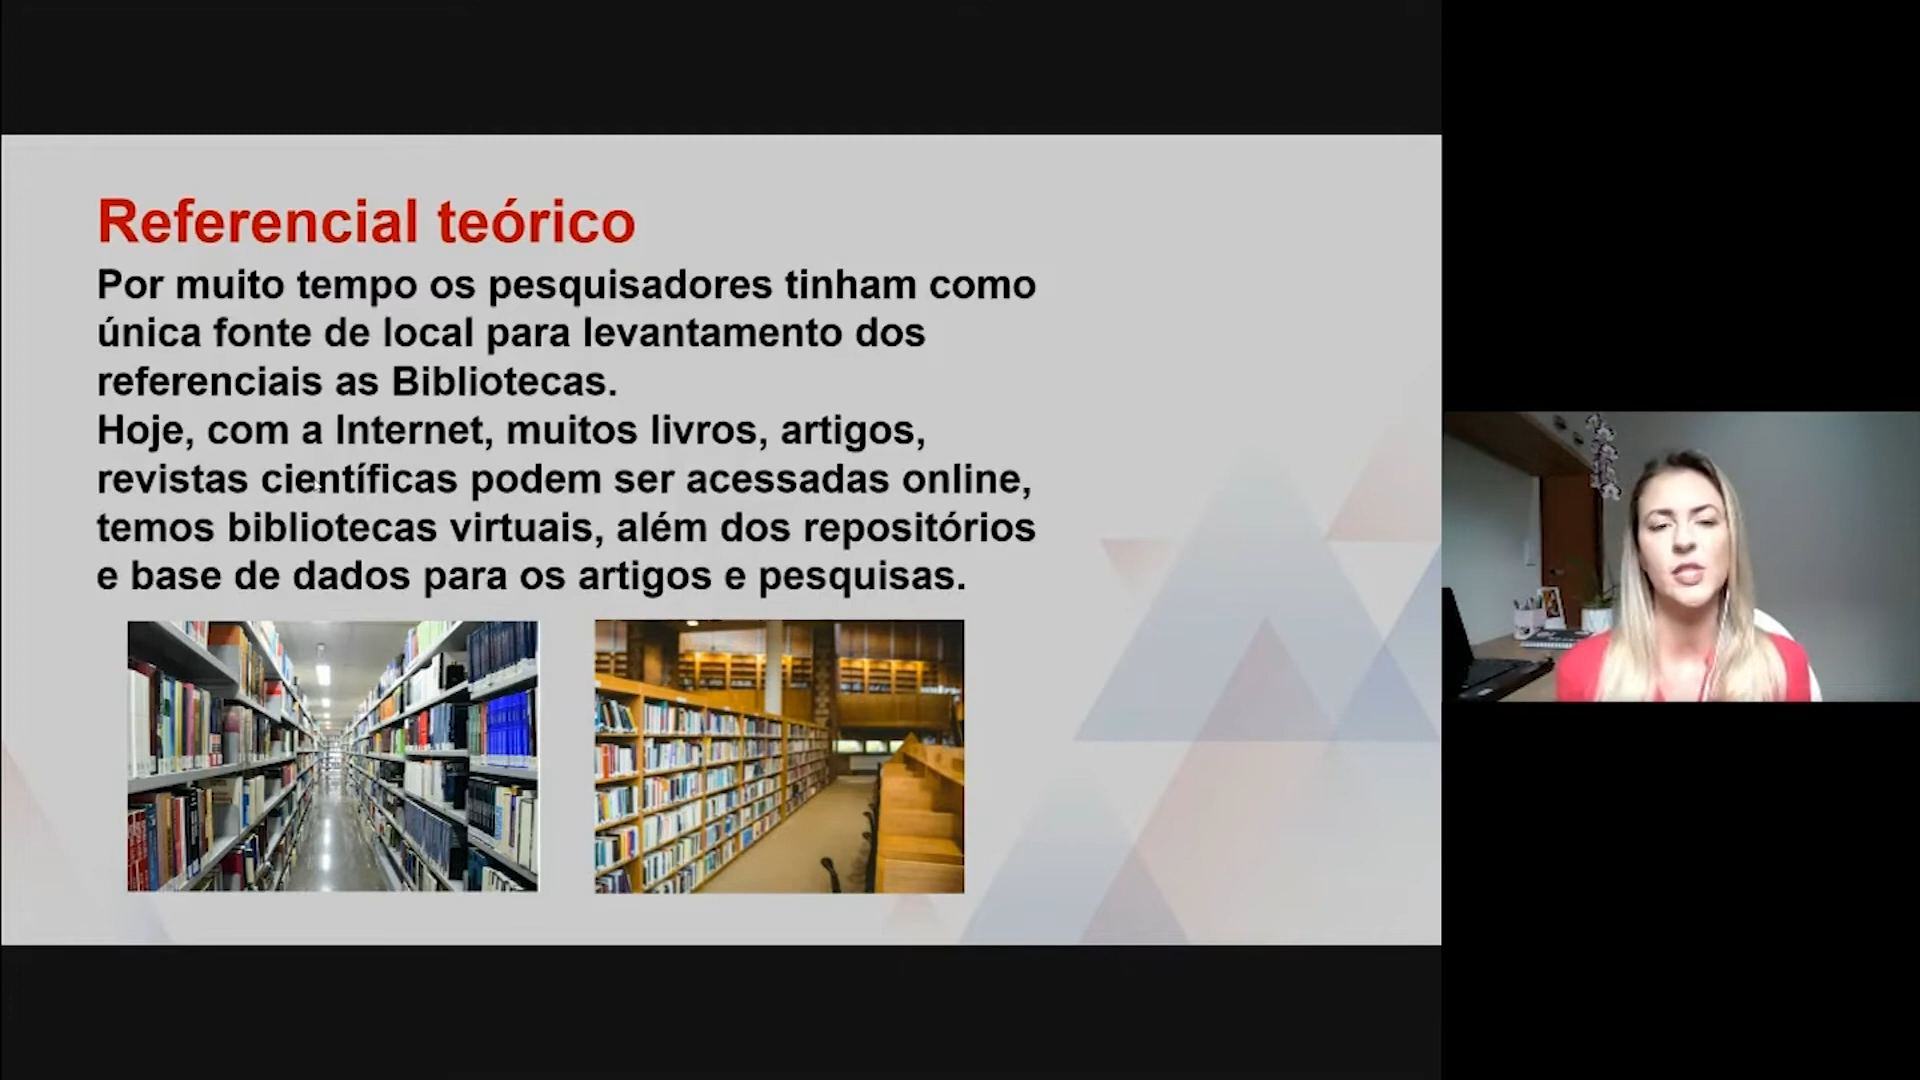 Referencial teórico
Por muito tempo os pesquisadores tinham como
única fonte de local para levantamento dos
referenciais as Bibliotecas.
Hoje, com a Internet, muitos livros, artigos,
revistas científicas podem ser acessadas online,
temos bibliotecas virtuais, além dos repositórios
e base de dados para os artigos e pesquisas.